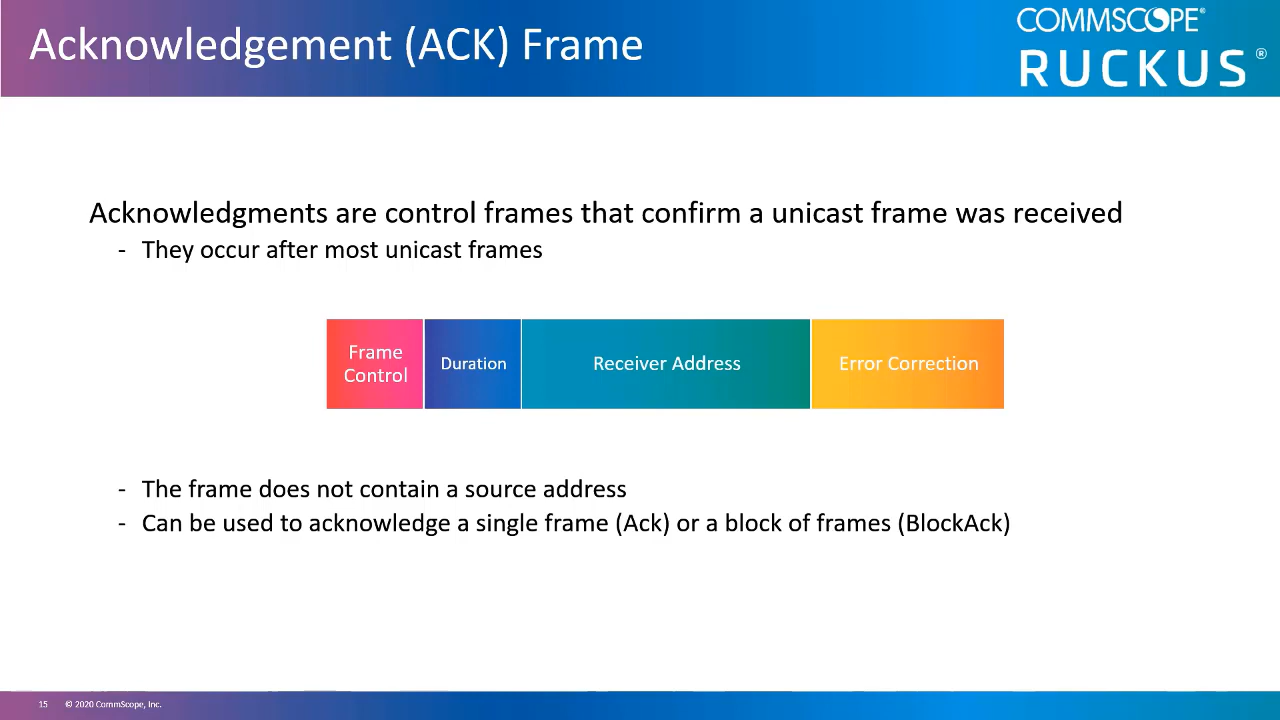 Acknowledgement (ACK) Frame
COMMSCOPE®
RUCKUS®
Acknowledgments are control frames that confirm a unicast frame was received
- They occur after most unicast frames
Frame
Control
Duration
Receiver Address
Error Correction
- The frame does not contain a source address
- Can be used to acknowledge a single frame (Ack) or a block of frames (BlockAck)
15 © 2020 CommScope, Inc.